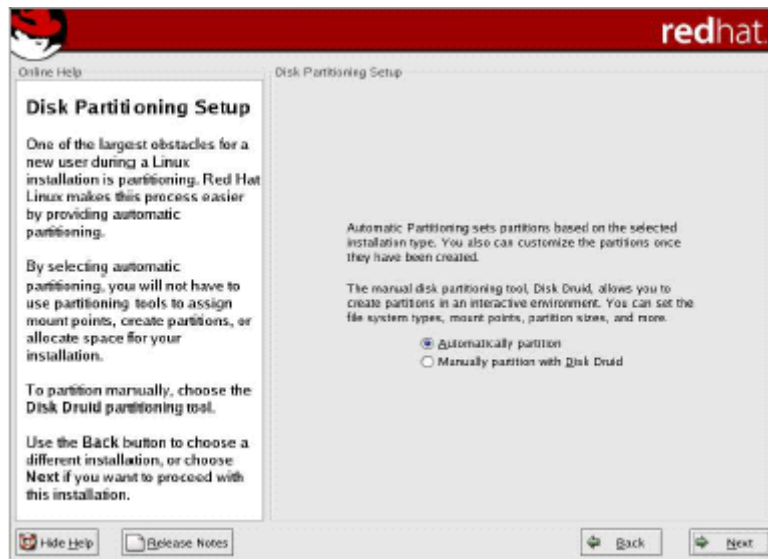 redhat.
Online Help
Disk Partitioning Setup
Disk Partitioning Setup
One of the largest obstacles for a
new user during a Linux
installation is partitioning. Red Hat
Linux makes this process easier
by providing automatic
partitioning.
By selecting automatic
partitioning, you will not have to
use partitioning tools to assign
mount points, create partitions, or
allocate space for your
installation.
To partition manually, choose the
Disk Druid partitioning tool.
Use the Back button to choose a
different installation, or choose
Next if you want to proceed with
this installation.
Automatic Partitioning sets partitions based on the selected
installation type. You also can customize the partitions once
they have been created.
The manual disk partitioning tool, Disk Druid, allows you to
create partitions in an interactive environment. You can set the
file system types, mount points, partition sizes, and more.
Automatically partition
Manually partition with Disk Druid
Hide Help
Release Notes
Back
Next